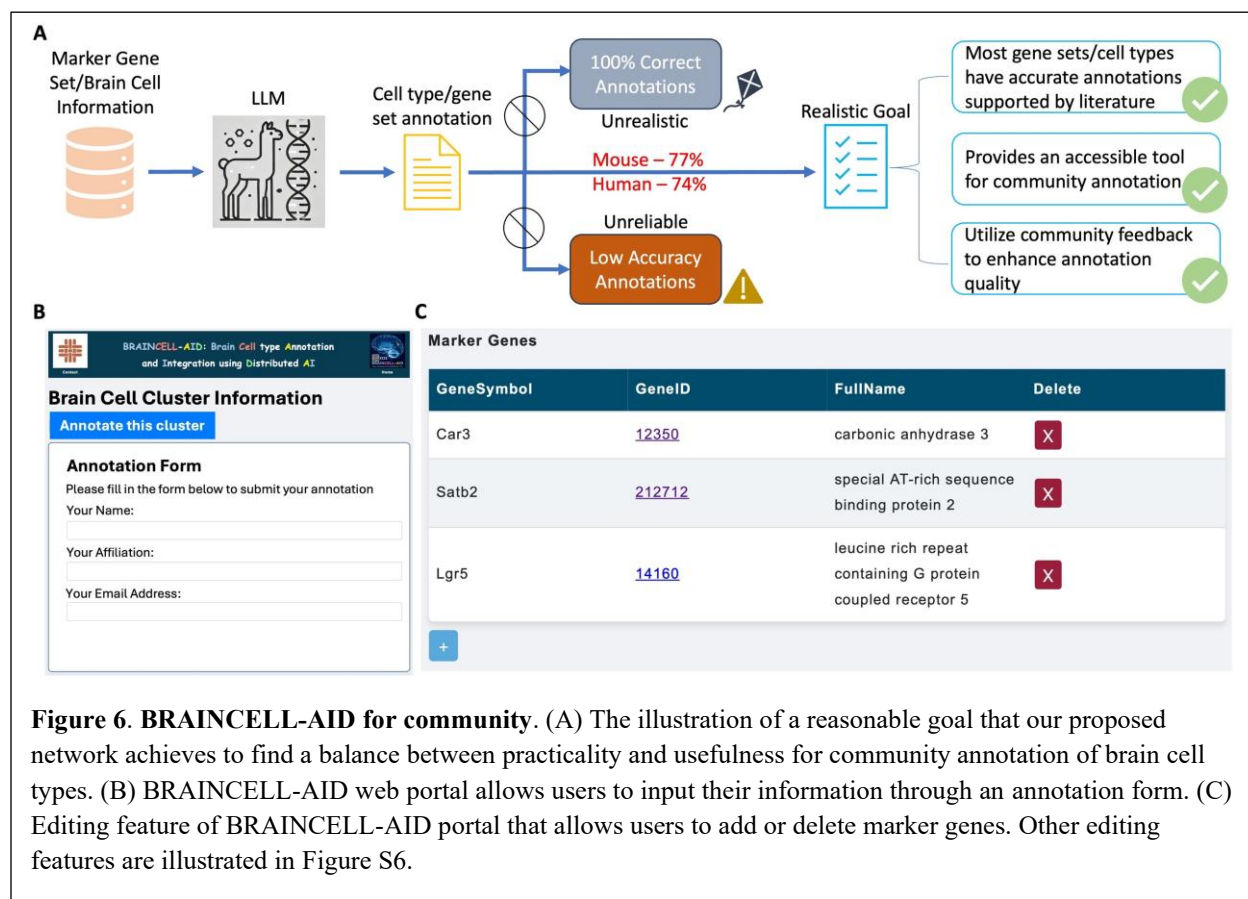 A
Marker Gene
Set/Brain Cell
Information
LLM
Cell type/gene
set annotation
100% Correct
Annotations
Unrealistic
Mouse – 77%
Human – 74%
Unreliable
Low Accuracy
Annotations
Realistic Goal
Most gene sets/cell types
have accurate annotations
supported by literature
Provides an accessible tool
for community annotation
Utilize community feedback
to enhance annotation
quality
B
BRAINCELL-AID: Brain Cell type Annotation
and Integration using Distributed AI
Contact
Home
Brain Cell Cluster Information
Annotate this cluster
Annotation Form
Please fill in the form below to submit your annotation
Your Name:
Your Affiliation:
Your Email Address:
C
Marker Genes
GeneSymbol GeneID FullName Delete
Car3 12350 carbonic anhydrase 3 X
Satb2 212712 special AT-rich sequence
binding protein 2 X
Lgr5 14160 leucine rich repeat
containing G protein X
coupled receptor 5
+
Figure 6. BRAINCELL-AID for community. (A) The illustration of a reasonable goal that our proposed
network achieves to find a balance between practicality and usefulness for community annotation of brain cell
types. (B) BRAINCELL-AID web portal allows users to input their information through an annotation form. (C)
Editing feature of BRAINCELL-AID portal that allows users to add or delete marker genes. Other editing
features are illustrated in Figure S6.